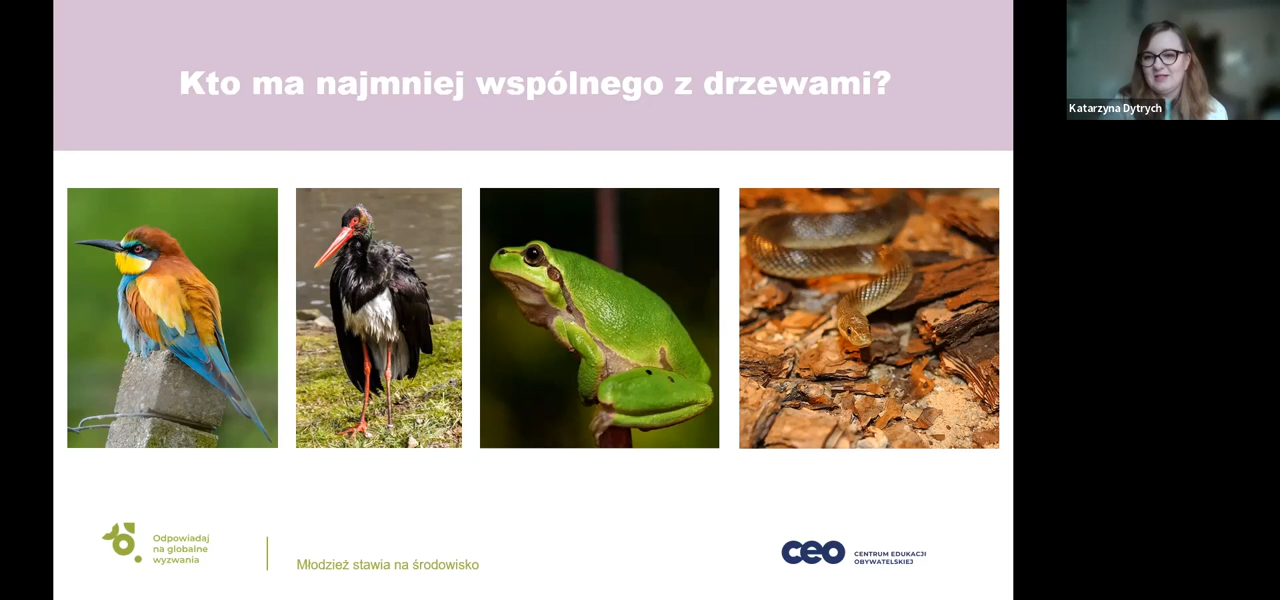 Kto ma najmniej wspólnego z drzewami?
Katarzyna Dytrych
Odpowiadaj
na globalne
wyzwania
Młodzież stawia na środowisko
ceo
CENTRUM EDUKACJI
OBYWATELSKIEJ